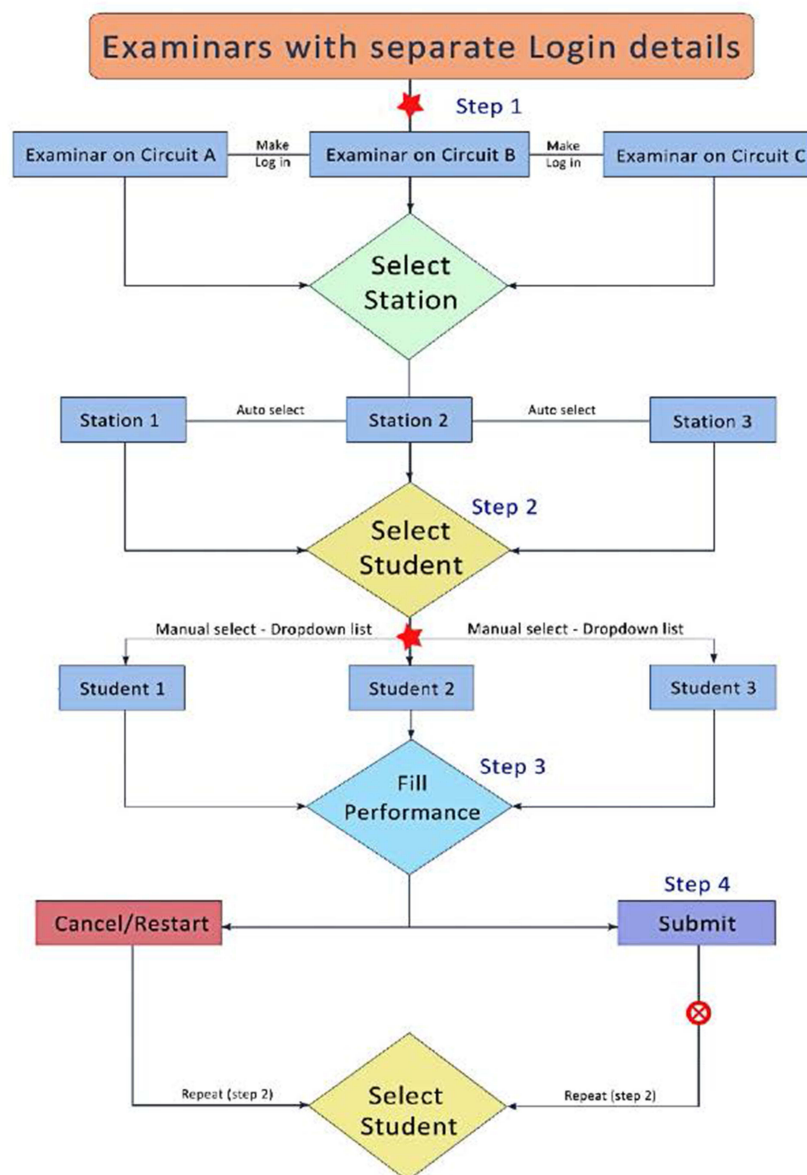 Examinars with separate Login details
Step 1
Examinar on Circuit A
Make
Log in
Examinar on Circuit B
Make
Log in
Examinar on Circuit C
Select
Station
Station 1
Auto select
Station 2
Auto select
Station 3
Step 2
Select
Student
Manual select - Dropdown list
Manual select - Dropdown list
Student 1
Student 2
Student 3
Step 3
Fill
Performance
Step 4
Cancel/Restart
Submit
Repeat (step 2)
Select
Student
Repeat (step 2)